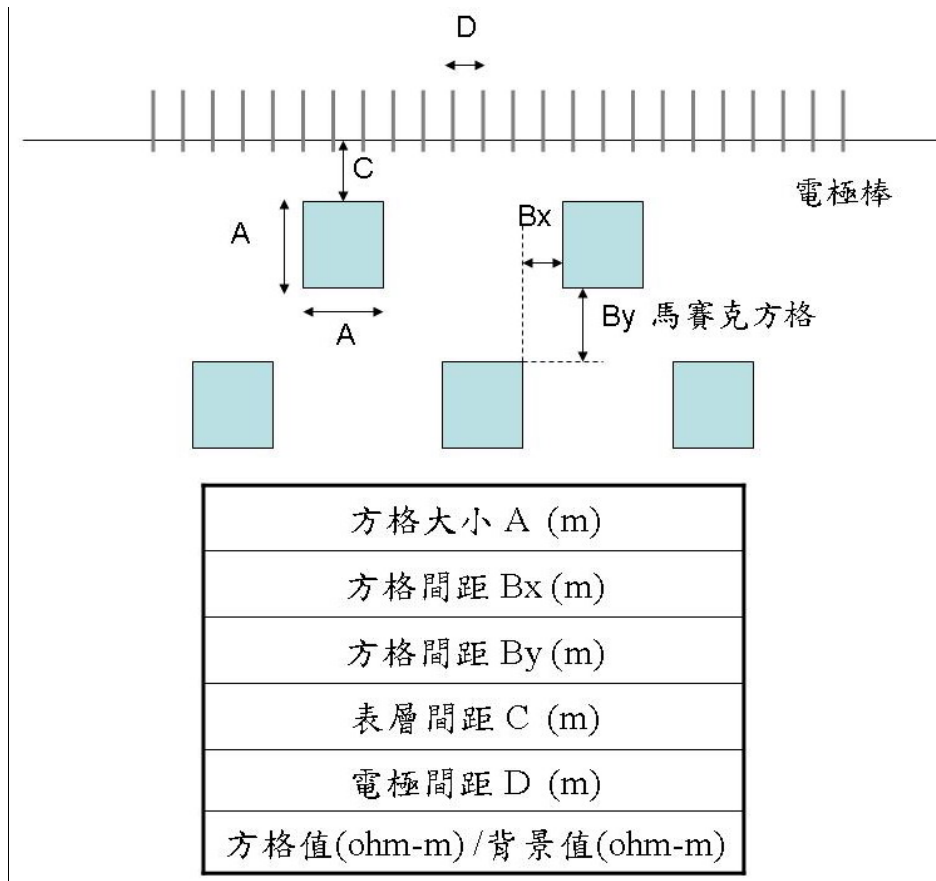 D
C
電極棒
A
Bx
A
By 馬賽克方格
方格大小 A (m)
方格間距 Bx (m)
方格間距 By (m)
表層間距 C (m)
電極間距 D (m)
方格值(ohm-m) /背景值(ohm-m)